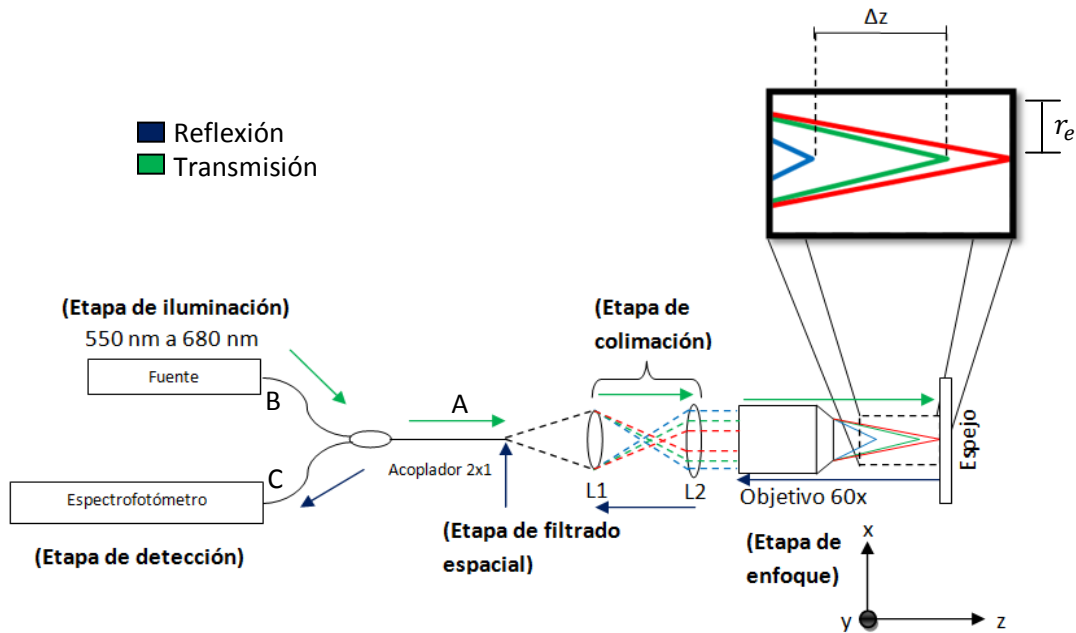 Δz
r_e
Reflexión
Transmisión
(Etapa de iluminación)
550 nm a 680 nm
Fuente
B
A
(Etapa de
colimación)
Espejo
C
Acoplador 2x1
Espectrofotómetro
L1
L2
Objetivo 60x
(Etapa de detección)
(Etapa de filtrado
espacial)
(Etapa de
enfoque)
x
y
z